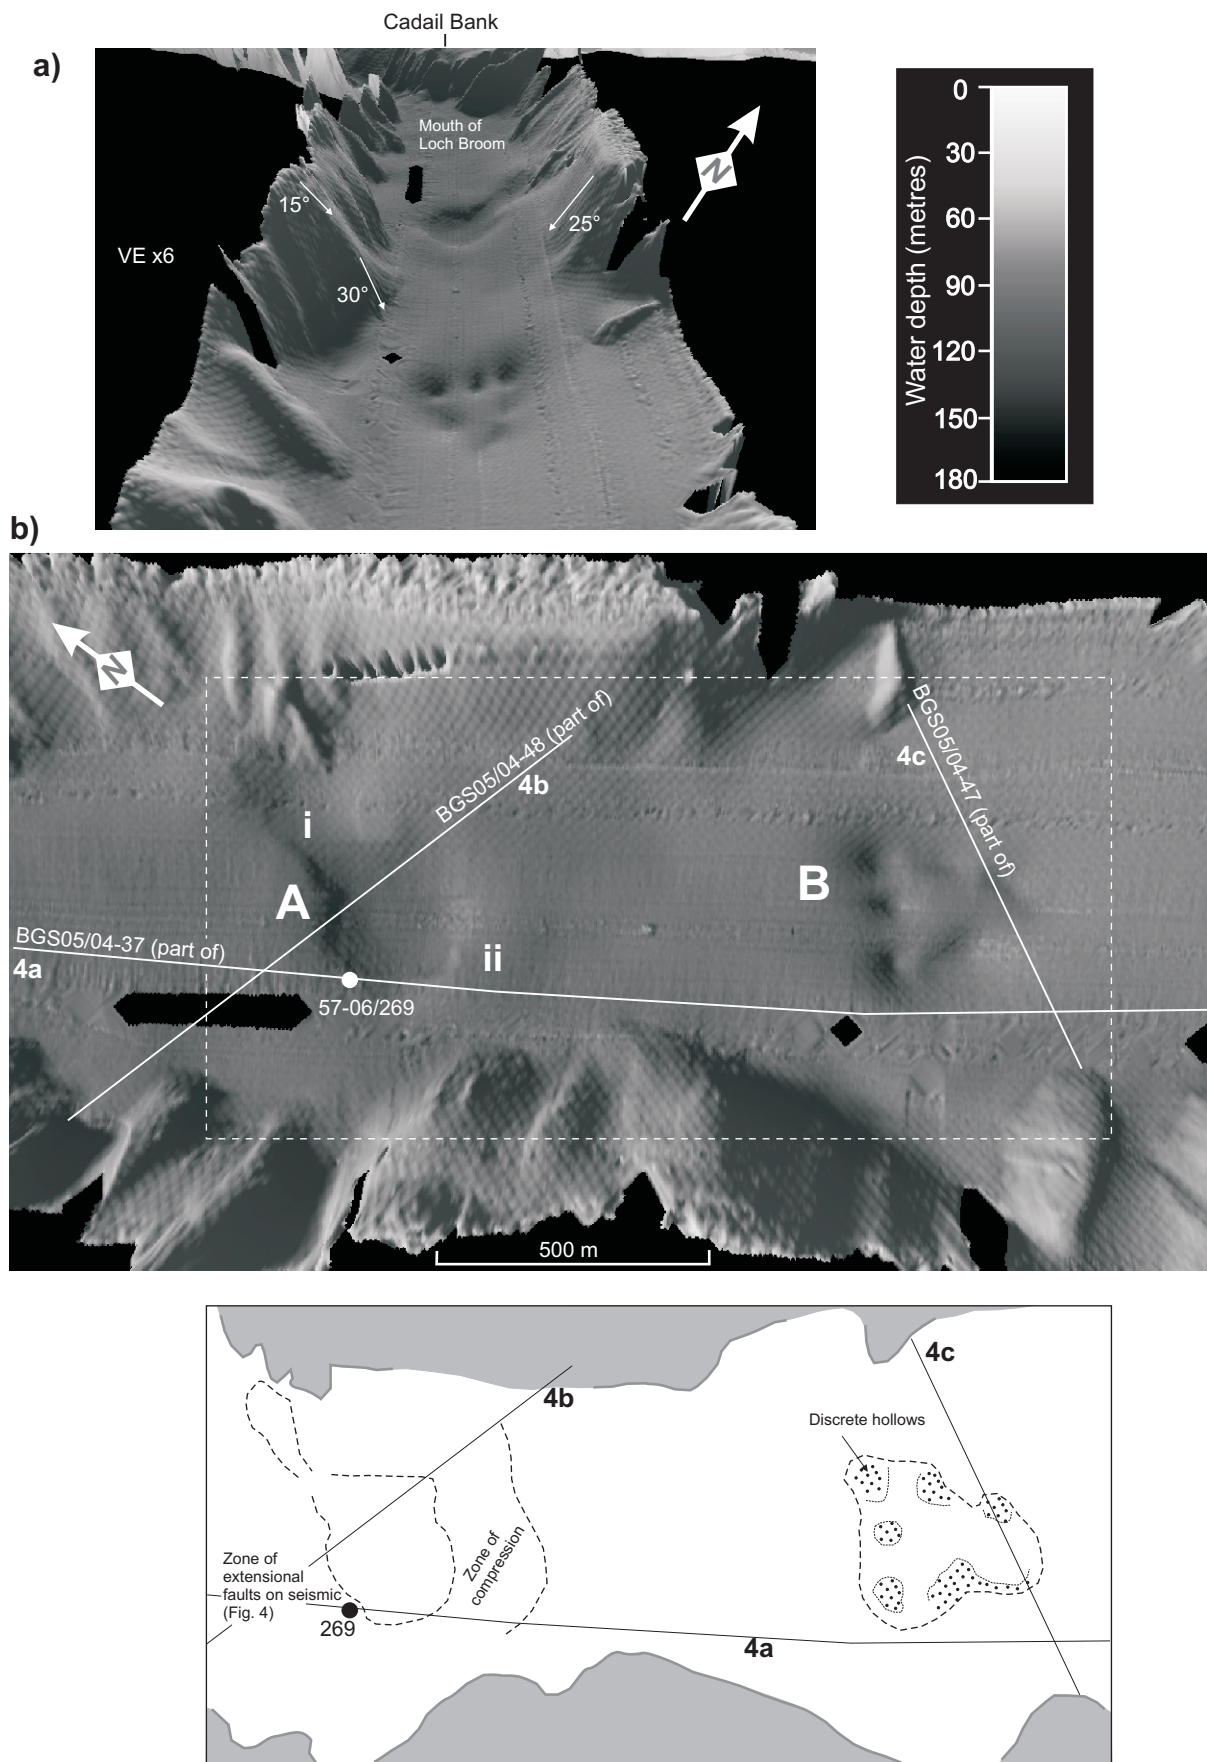 Cadail Bank
a)
Mouth of
Loch Broom
N
15°
25°
VE x6
30°
0
30
60
90
120
150
180
Water depth (metres)
b)
N
BGS05/04-48 (part of)
4b
BGS05/04-47 (part of)
4c
i
A
B
BGS05/04-37 (part of)
4a
ii
57-06/269
500 m
4c
4b
Discrete hollows
Zone of
compression
Zone of
extensional
faults on seismic
(Fig. 4)
269
4a